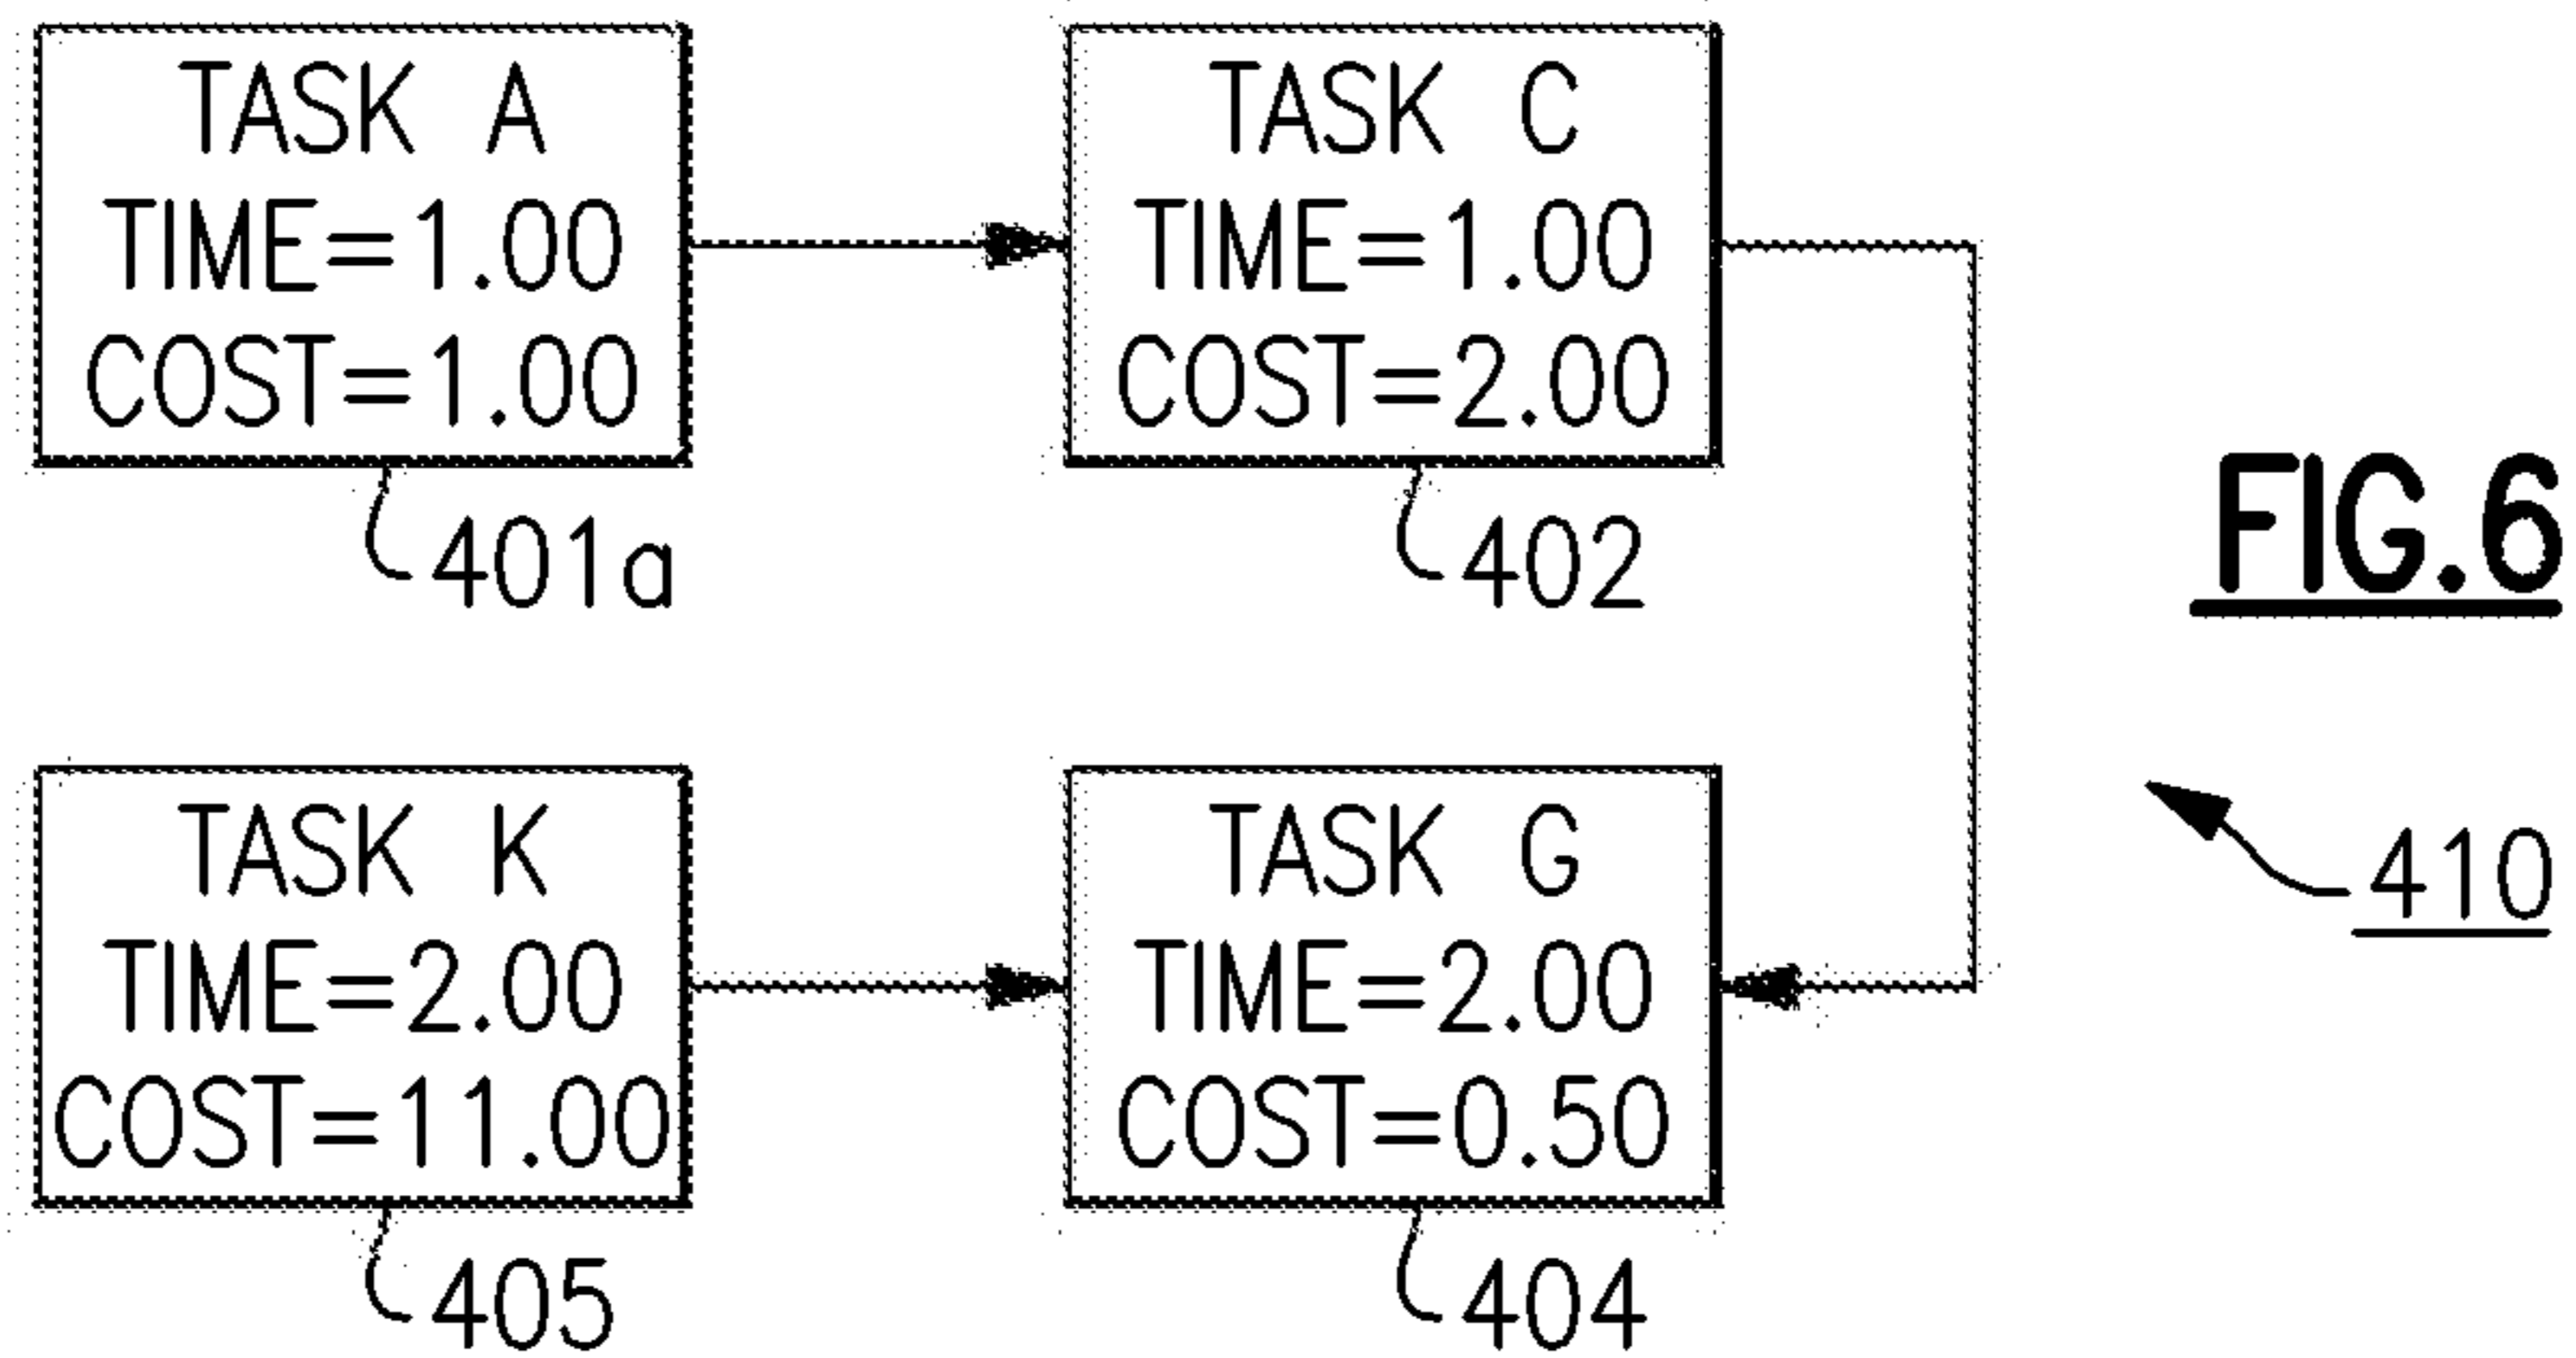 TASK A
TIME=1.00
COST=1.00
401a
TASK C
TIME=1.00
COST=2.00
402
FIG.6
TASK K
TIME=2.00
COST=11.00
405
TASK G
TIME=2.00
COST=0.50
404
410